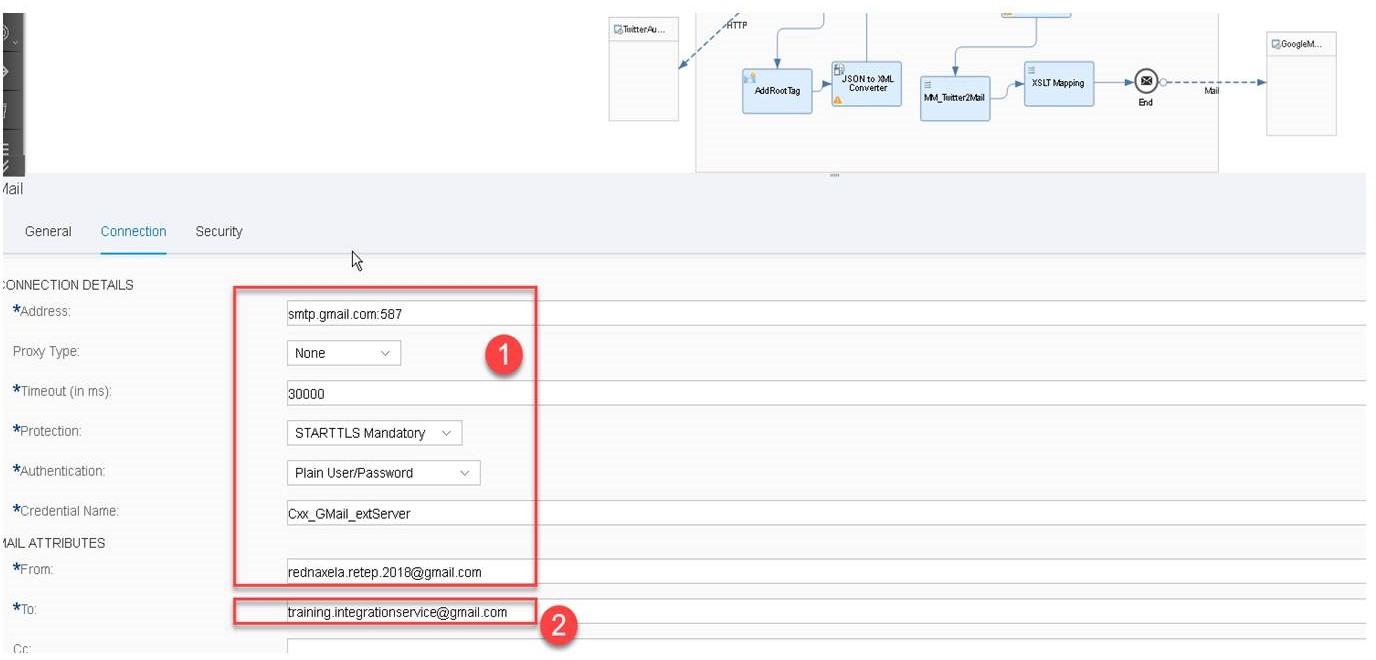 TwitterAu...
HTTP
GoogleM...
AddRootTag
JSON to XML
Converter
MM_Twitter2Mail
XSLT Mapping
End
Mail
Mail
General Connection Security
CONNECTION DETAILS
*Address: smtp.gmail.com:587
Proxy Type: None
1
*Timeout (in ms): 30000
*Protection: STARTTLS Mandatory
*Authentication: Plain User/Password
*Credential Name: Cxx_GMail_extServer
MAIL ATTRIBUTES
*From: rednaxela.retep.2018@gmail.com
*To: training.integrationservice@gmail.com
2
Cc: